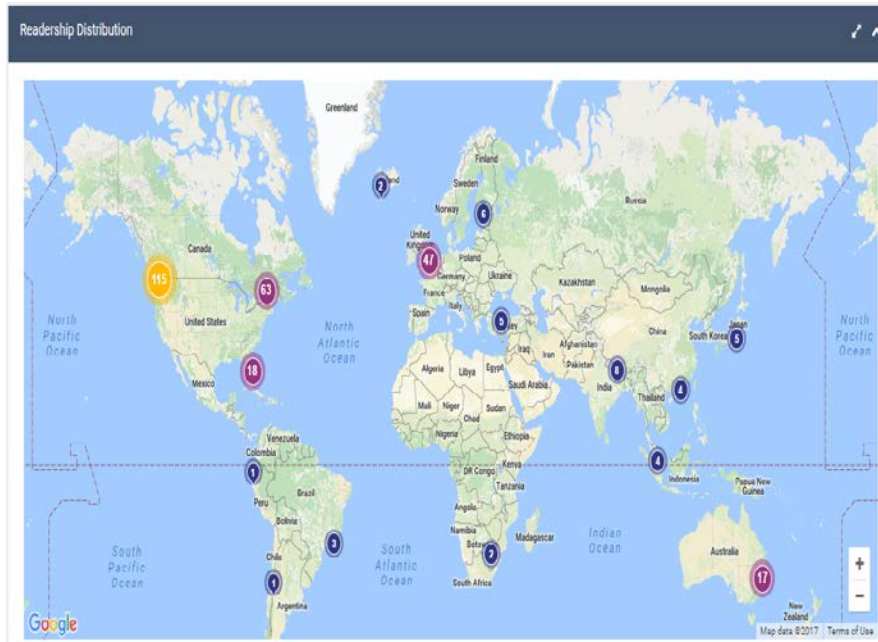 Readership Distribution
Greenland
Finland
Sweden
Russia
2
6
Norway
United
Canada
47
Poland
115
63
Germany
Ukraine
Kazakhstan
Mongolia
France
North
Pacific
Ocean
United States
North
Atlantic
Ocean
Italy
Spain
5
Japan
China
South Korea
5
North
Pacific
Ocean
Iraq
Iran
Afghanistan
Pakistan
18
Mexico
Algeria
Libya
Egypt
Saudi Arabia
India
4
Thailand
Mali
Niger
Chad
Sudan
Nigeria
Ethiopia
Venezuela
Colombia
1
DR Congo
Kenya
4
Indonesia
Papua New
Guinea
Tanzania
Peru
Brazil
Bolivia
Angola
Namibia
Madagascar
Indian
Ocean
South
Pacific
Ocean
3
Chile
1
South
Atlantic
Ocean
Australia
17
+
−
South Africa
Argentina
New
Zealand
Google
Map data ©2017
Terms of Use